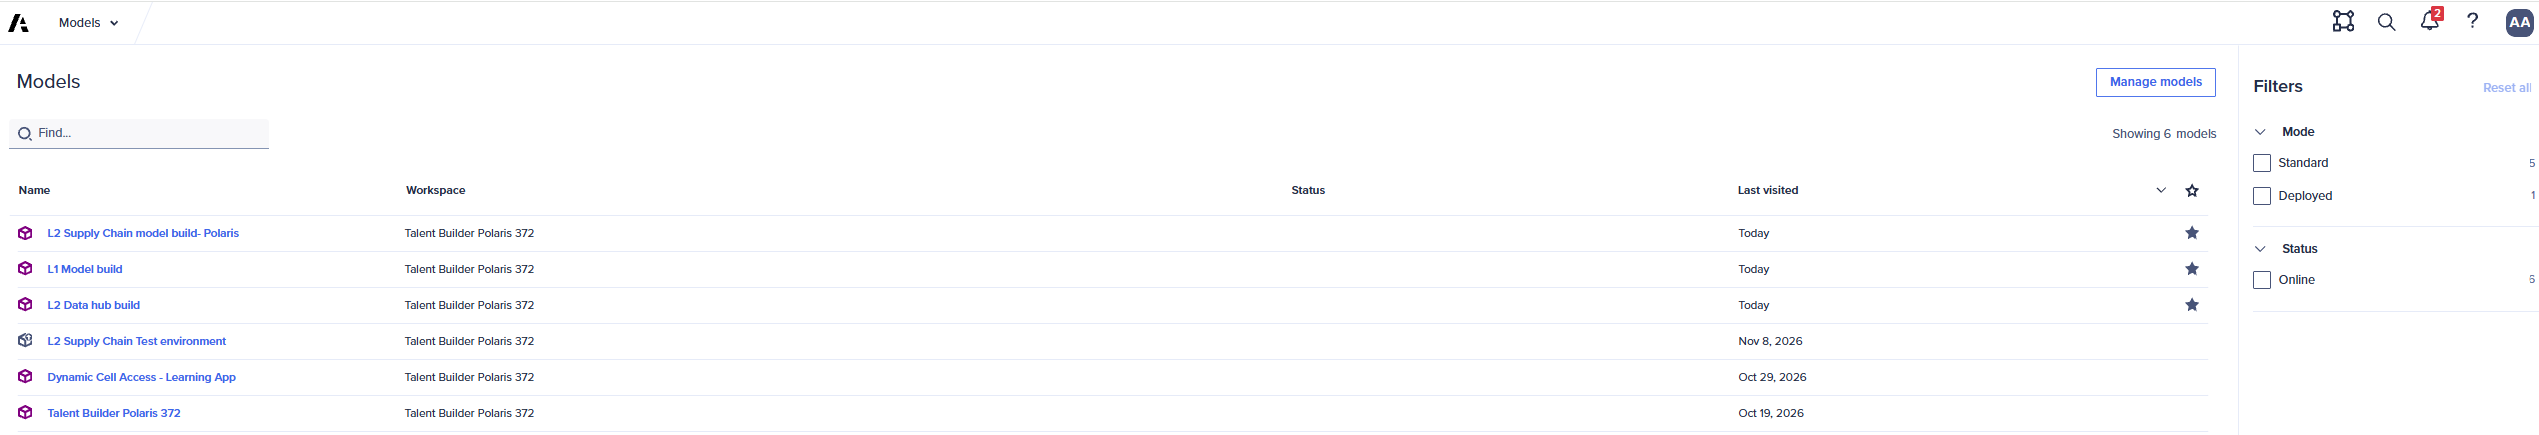 Models
2
?
AA
Models
Manage models
Filters
Reset all
Find...
Showing 6 models
Mode
Standard 5
Deployed 1
Name Workspace Status Last visited
L2 Supply Chain model build- Polaris Talent Builder Polaris 372 Today
Status
L1 Model build Talent Builder Polaris 372 Today
Online 6
L2 Data hub build Talent Builder Polaris 372 Today
L2 Supply Chain Test environment Talent Builder Polaris 372 Nov 8, 2026
Dynamic Cell Access - Learning App Talent Builder Polaris 372 Oct 29, 2026
Talent Builder Polaris 372 Talent Builder Polaris 372 Oct 19, 2026